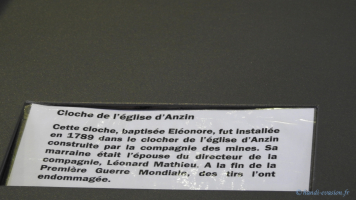 Cloche de l'église d'Anzin
Cette cloche, baptisée Eléonore, fut installée
en 1789 dans le clocher de l'église d'Anzin
construite par la compagnie des mines. Sa
marraine était l'épouse du directeur de la
compagnie, Léonard Mathieu. A la fin de la
Première Guerre Mondiale, des tirs l'ont
endommagée.